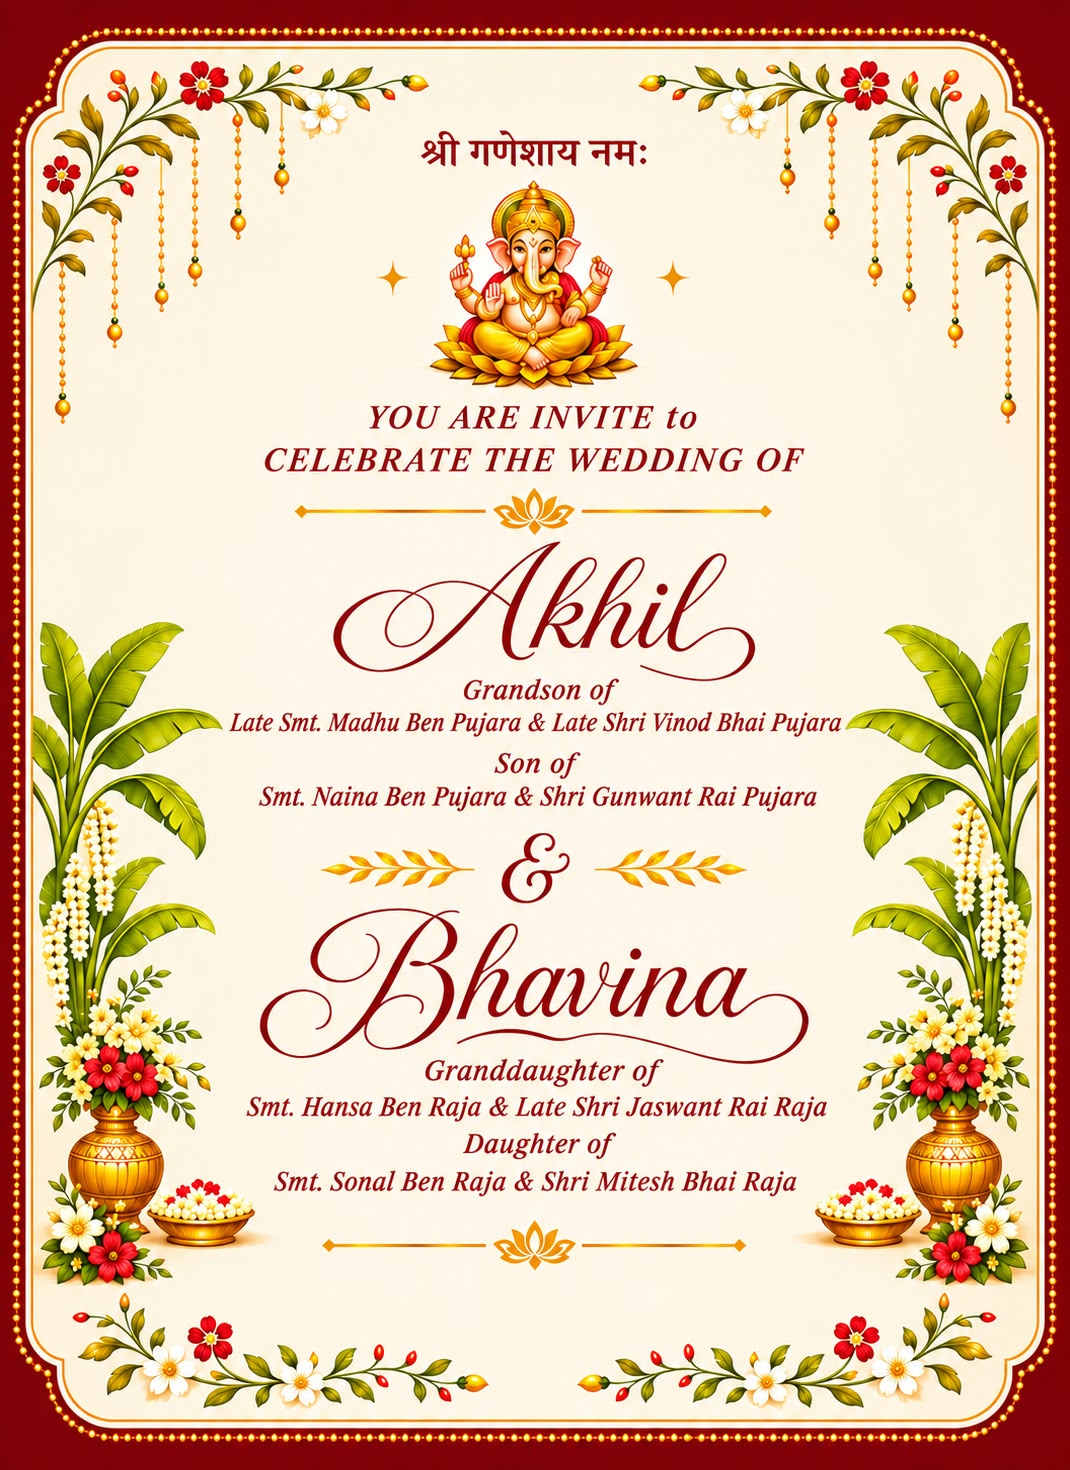 श्री गणेशाय नमः
YOU ARE INVITE to
CELEBRATE THE WEDDING OF
Akhil
Grandson of
Late Smt. Madhu Ben Pujara & Late Shri Vinod Bhai Pujara
Son of
Smt. Naina Ben Pujara & Shri Gunwant Rai Pujara
&
Bhavina
Granddaughter of
Smt. Hansa Ben Raja & Late Shri Jaswant Rai Raja
Daughter of
Smt. Sonal Ben Raja & Shri Mitesh Bhai Raja